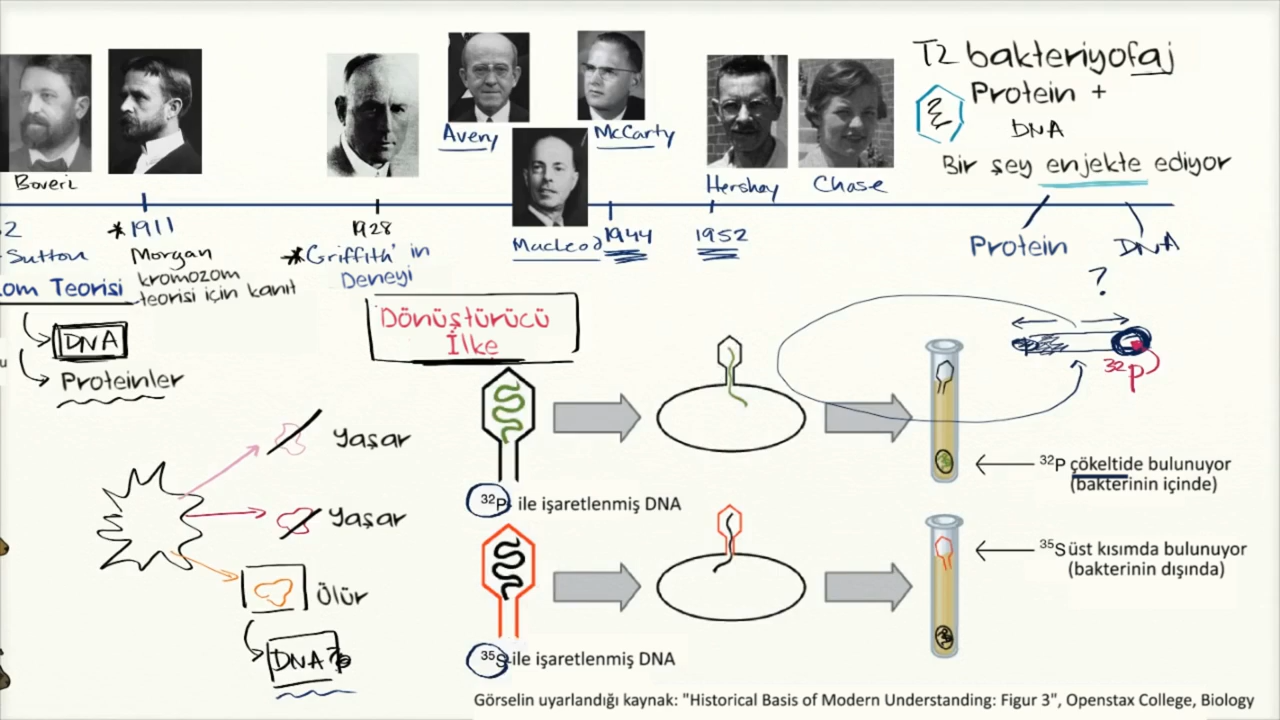 T2 bakteriyofaj
Protein +
DNA
Bir şey enjekte ediyor
Avery
McCarty
Boveri
Hershey
Chase
Macleod
2
*1911
1928
1944
1952
Protein
DNA
?
Sutton
Morgan
*Griffith'in
om Teorisi
kromozom
Deneyi
teorisi için kanıt
DNA
Proteinler
u
Dönüştürücü
İlke
32P
Yaşar
Yaşar
Ölür
DNA?
32P ile işaretlenmiş DNA
32P çökeltide bulunuyor
(bakterinin içinde)
35S üst kısımda bulunuyor
(bakterinin dışında)
35S ile işaretlenmiş DNA
Görselin uyarlandığı kaynak: "Historical Basis of Modern Understanding: Figur 3", Openstax College, Biology